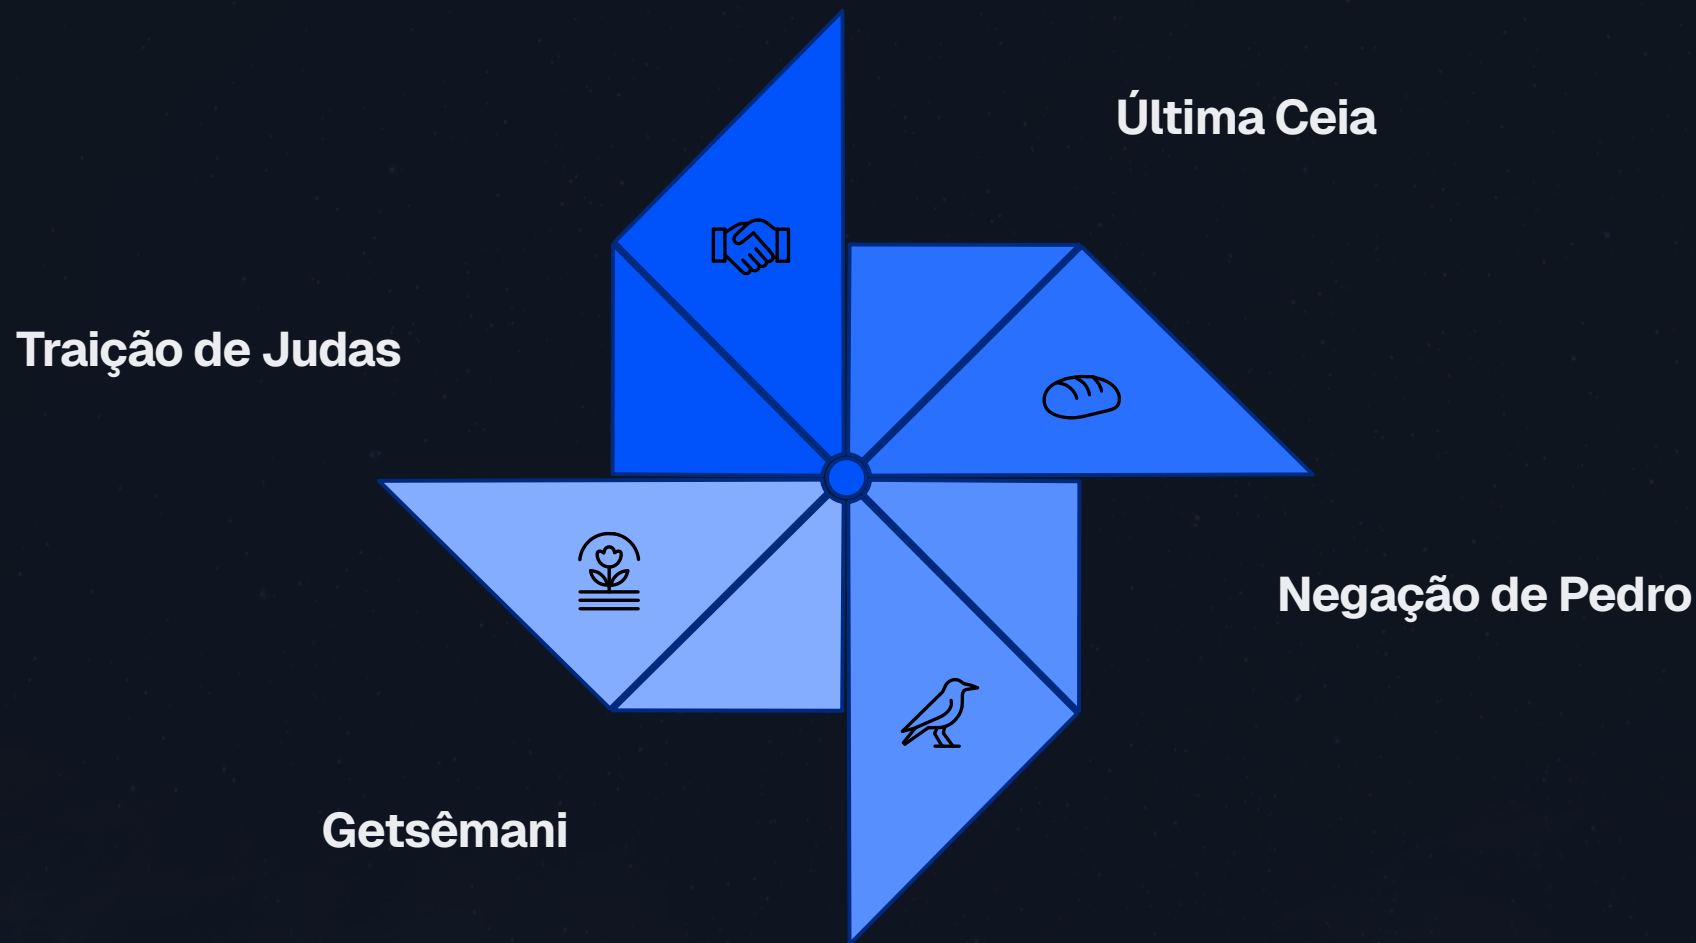 Última Ceia
Traição de Judas
Negação de Pedro
Getsêmani